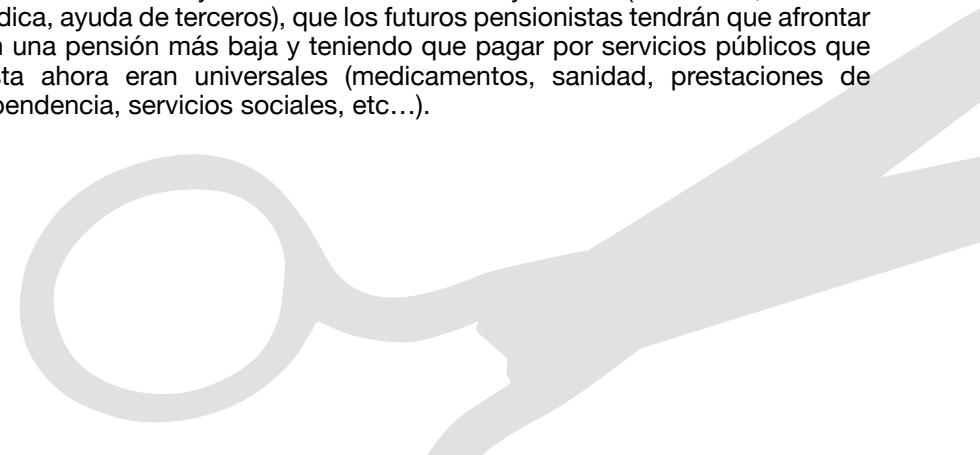 dica, ayuda de terceros), que los futuros pensionistas tendrán que afrontar
una pensión más baja y teniendo que pagar por servicios públicos que
sta ahora eran universales (medicamentos, sanidad, prestaciones de
pendencia, servicios sociales, etc…).